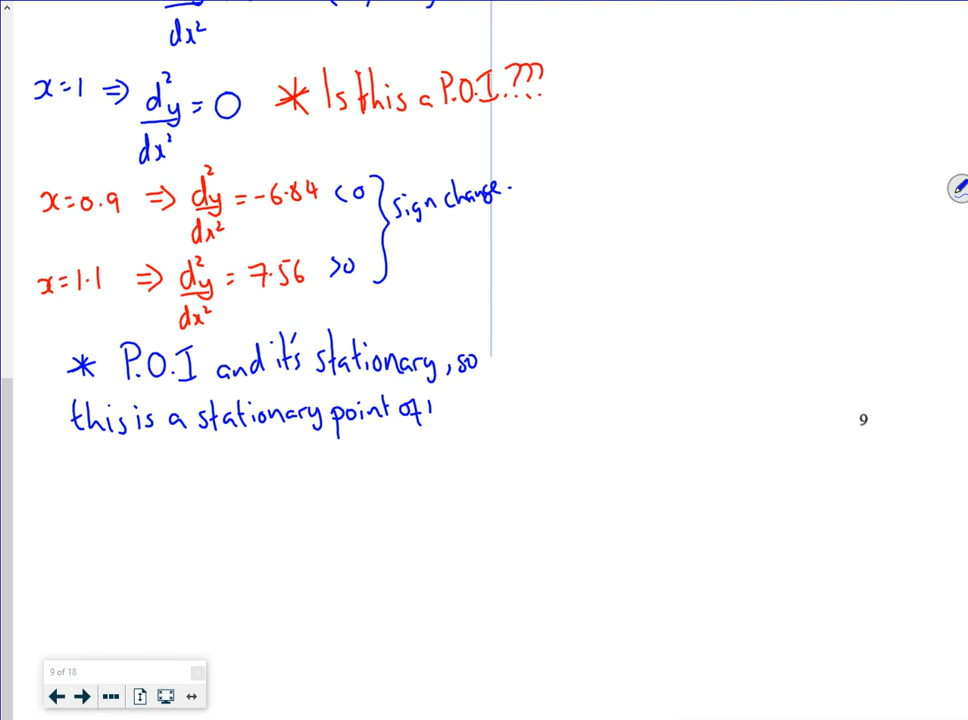 dx²
x=1 ⇒ d²y/dx² = 0 * Is this a P.O.I???
x=0.9 ⇒ d²y/dx² = -6.84 <0
sign change.
x=1.1 ⇒ d²y/dx² = 7.56 >0
* P.O.I and it's stationary, so
this is a stationary point of
9
9 of 18